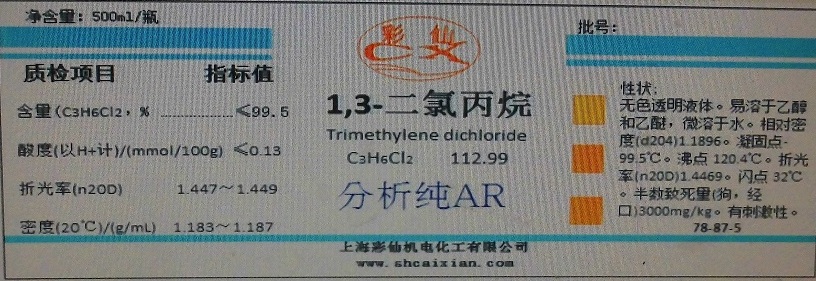 净含量：500ml/瓶
质检项目 指标值
含量(C3H6Cl2，% ................≤99.5
酸度(以H+计)/(mmol/100g) ≤0.13
折光率(n20D) 1.447～1.449
密度(20℃)/(g/mL) 1.183～1.187
彩仙
CX
1,3-二氯丙烷
Trimethylene dichloride
C3H6Cl2 112.99
分析纯AR
批号：
性状：
无色透明液体。易溶于乙醇
和乙醚，微溶于水。相对密
度(d204)1.1896。凝固点-
99.5℃。沸点 120.4℃。折光
率(n20D)1.4469。闪点 32℃
。半数致死量(狗，经
口)3000mg/kg。有刺激性。
78-87-5
上海彩仙机电化工有限公司
www.shcaixian.com